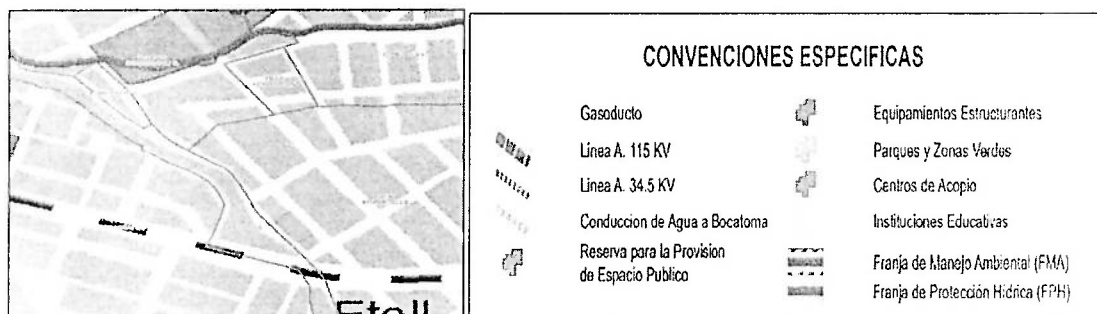 CONVENCIONES ESPECIFICAS
Gasoducto
Línea A. 115 KV
Línea A. 34.5 KV
Conduccion de Agua a Bocatoma
Reserva para la Provision
de Espacio Publico
Equipamientos Estructurantes
Parques y Zonas Verdes
Centros de Acopio
Instituciones Educativas
Franja de Manejo Ambiental (FMA)
Franja de Protección Hídrica (FPH)